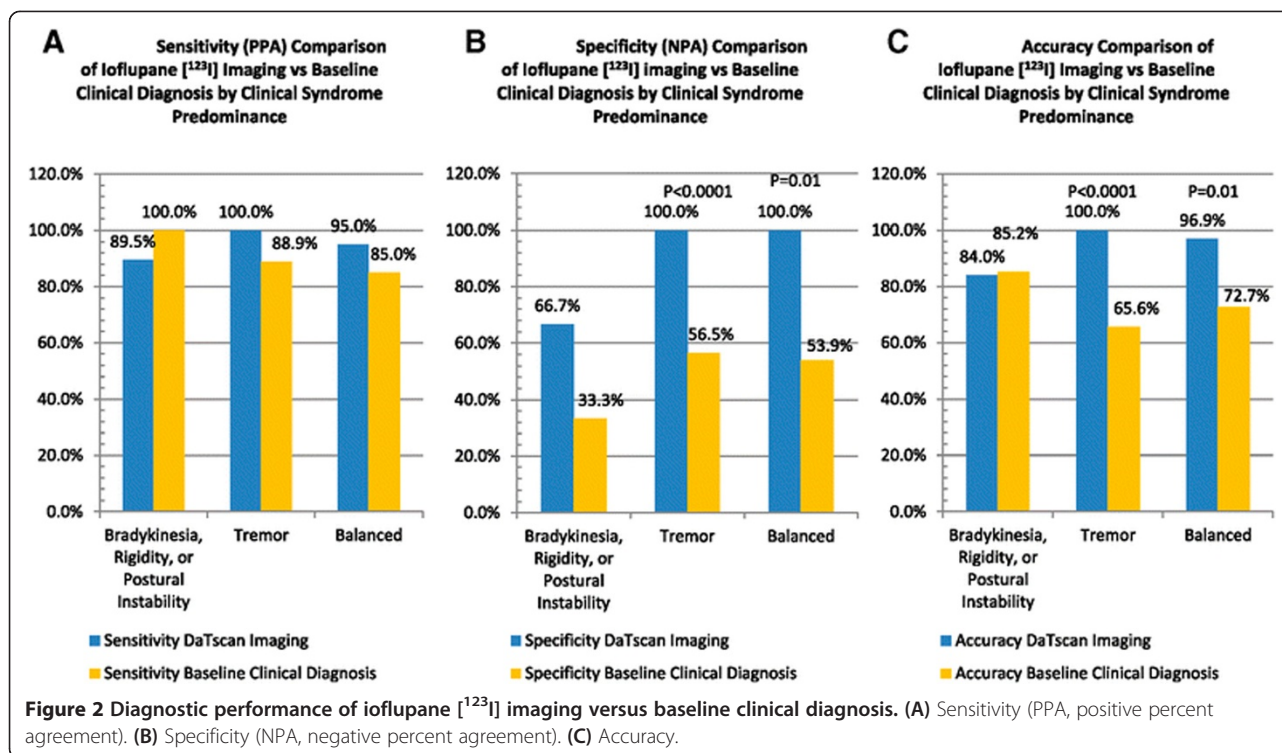 A
Sensitivity (PPA) Comparison
of Ioflupane [¹²³I] Imaging vs Baseline
Clinical Diagnosis by Clinical Syndrome
Predominance
120.0%
100.0%
80.0%
60.0%
40.0%
20.0%
0.0%
89.5%
100.0%
100.0%
88.9%
95.0%
85.0%
Bradykinesia,
Rigidity, or
Postural
Instability
Tremor
Balanced
Sensitivity DaTscan Imaging
Sensitivity Baseline Clinical Diagnosis
B
Specificity (NPA) Comparison
of Ioflupane [¹²³I] imaging vs Baseline
Clinical Diagnosis by Clinical Syndrome
Predominance
120.0%
100.0%
80.0%
60.0%
40.0%
20.0%
0.0%
66.7%
33.3%
P<0.0001
100.0%
56.5%
P=0.01
100.0%
53.9%
Bradykinesia,
Rigidity, or
Postural
Instability
Tremor
Balanced
Specificity DaTscan Imaging
Specificity Baseline Clinical Diagnosis
C
Accuracy Comparison of
Ioflupane [¹²³I] Imaging vs Baseline
Clinical Diagnosis by Clinical Syndrome
Predominance
120.0%
100.0%
80.0%
60.0%
40.0%
20.0%
0.0%
84.0%
85.2%
P<0.0001
100.0%
65.6%
P=0.01
96.9%
72.7%
Bradykinesia,
Rigidity, or
Postural
Instability
Tremor
Balanced
Accuracy DaTscan Imaging
Accuracy Baseline Clinical Diagnosis
Figure 2 Diagnostic performance of ioflupane [¹²³I] imaging versus baseline clinical diagnosis. (A) Sensitivity (PPA, positive percent
agreement). (B) Specificity (NPA, negative percent agreement). (C) Accuracy.